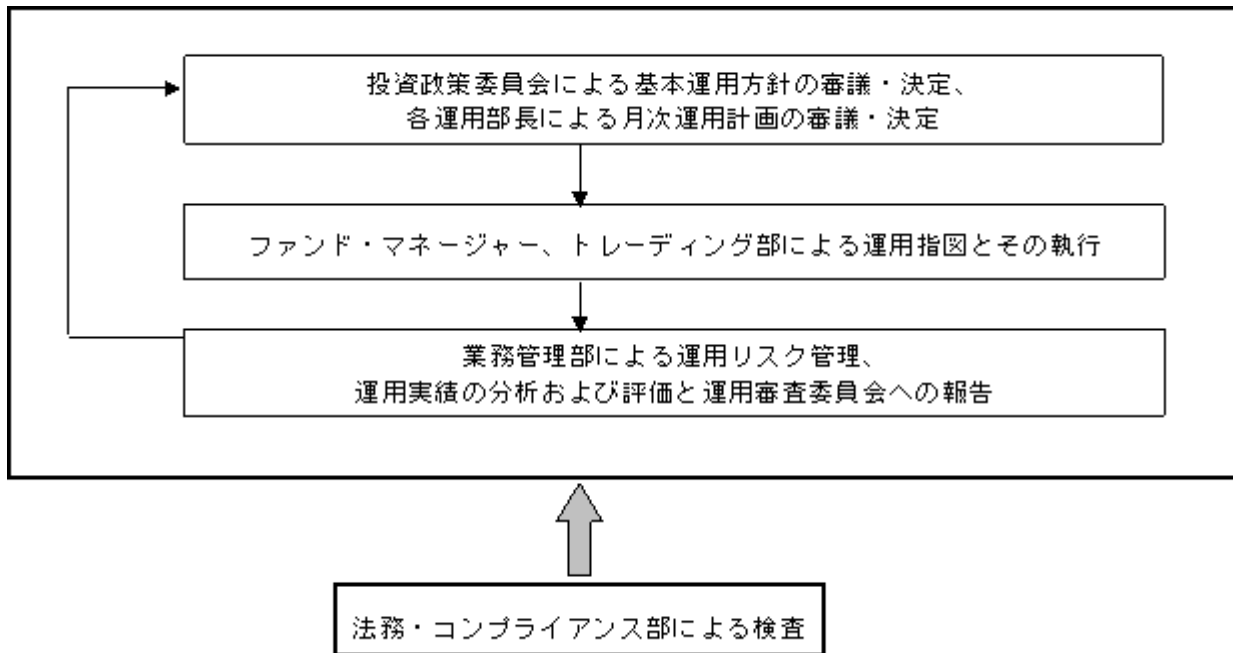 投資政策委員会による基本運用方針の審議・決定、
各運用部長による月次運用計画の審議・決定
ファンド・マネージャー、トレーディング部による運用指図とその執行
業務管理部による運用リスク管理、
運用実績の分析および評価と運用審査委員会への報告
法務・コンプライアンス部による検査